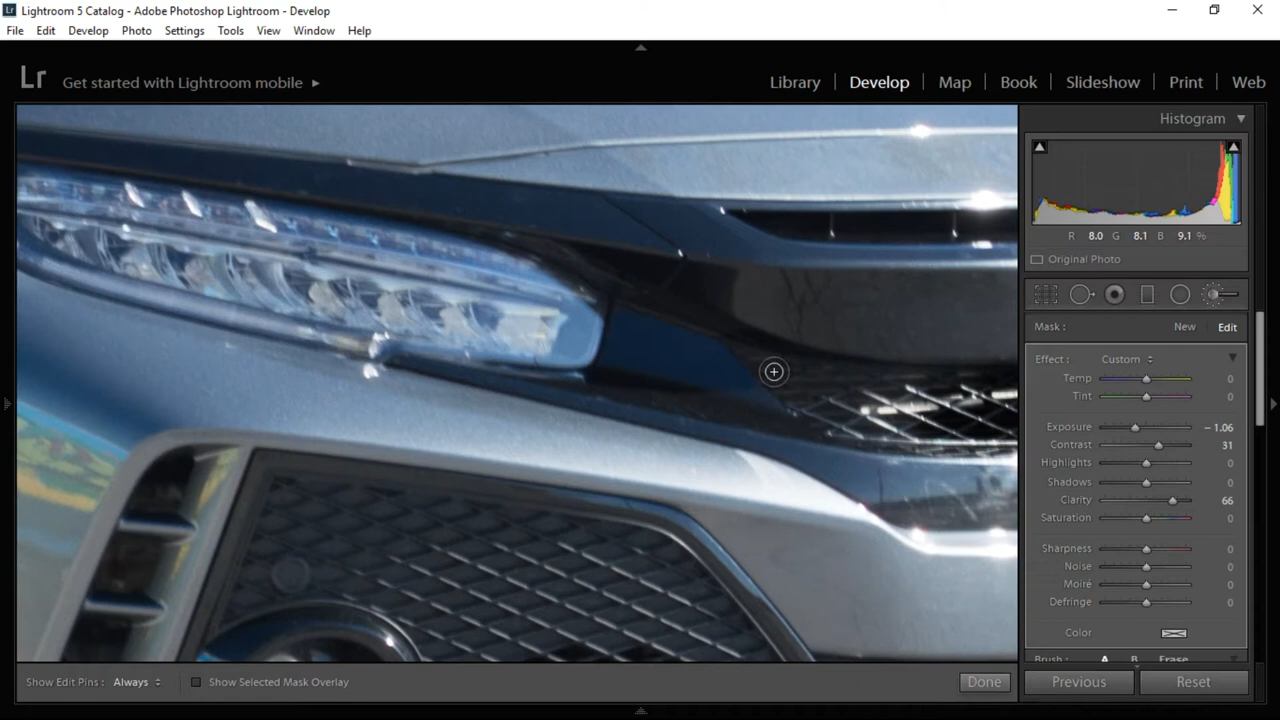 Lr Lightroom 5 Catalog - Adobe Photoshop Lightroom - Develop
File Edit Develop Photo Settings Tools View Window Help
Lr Get started with Lightroom mobile ▸ Library Develop Map Book Slideshow Print Web
Histogram
R 8.0 G 8.1 B 9.1 %
Original Photo
Mask : New Edit
Effect : Custom
Temp 0
Tint 0
Exposure – 1.06
Contrast 31
Highlights 0
Shadows 0
Clarity 66
Saturation 0
Sharpness 0
Noise 0
Moiré 0
Defringe 0
Color
Brush: A B Erase
Show Edit Pins : Always Show Selected Mask Overlay Done Previous Reset